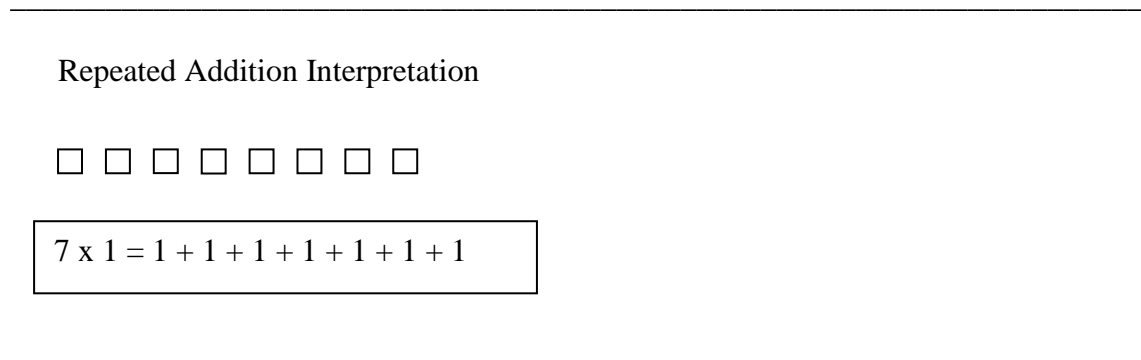 Repeated Addition Interpretation
7 x 1 = 1 + 1 + 1 + 1 + 1 + 1 + 1